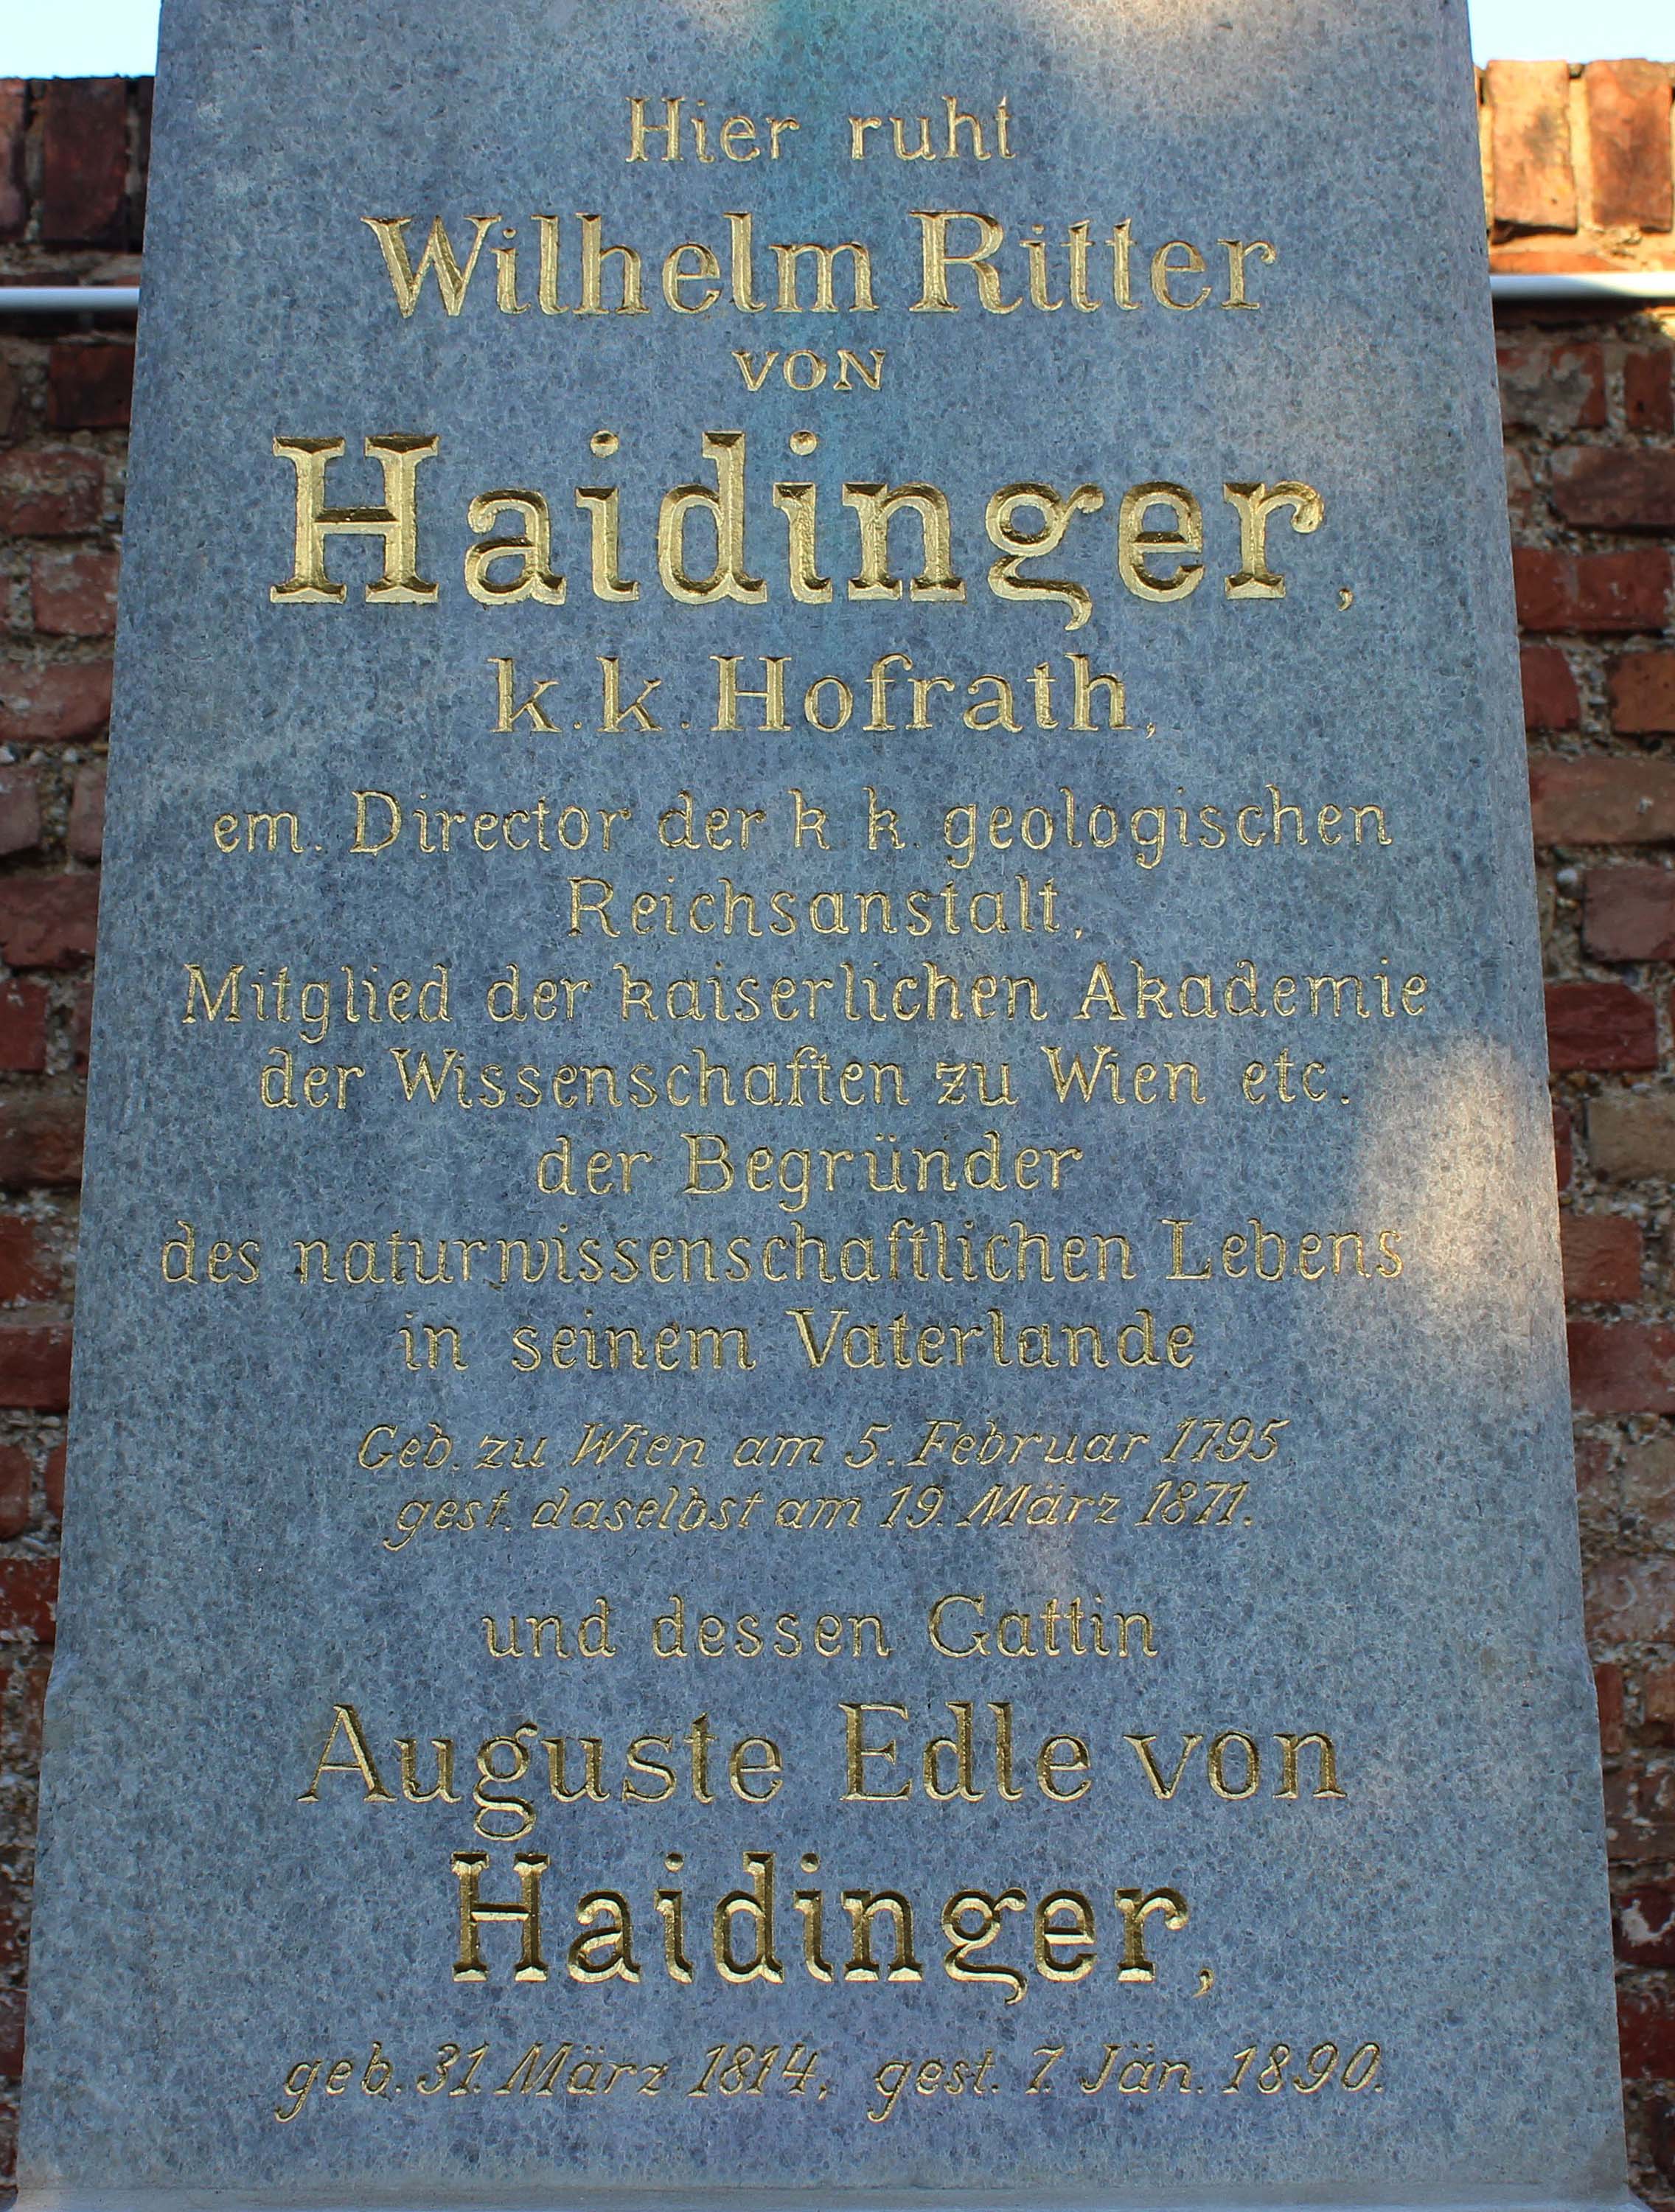 Hier ruht
Wilhelm Ritter
VON
Haidinger,
k.k. Hofrath,
em. Director der k k. geologischen
Reichsanstalt,
Mitglied der kaiserlichen Akademie
der Wissenschaften zu Wien etc.
der Begründer
des naturwissenschaftlichen Lebens
in seinem Vaterlande
Geb. zu Wien am 5. Februar 1795
gest. daselbst am 19. März 1871.
und dessen Gattin
Auguste Edle von
Haidinger,
geb. 31. März 1814, gest. 7. Jän. 1890.